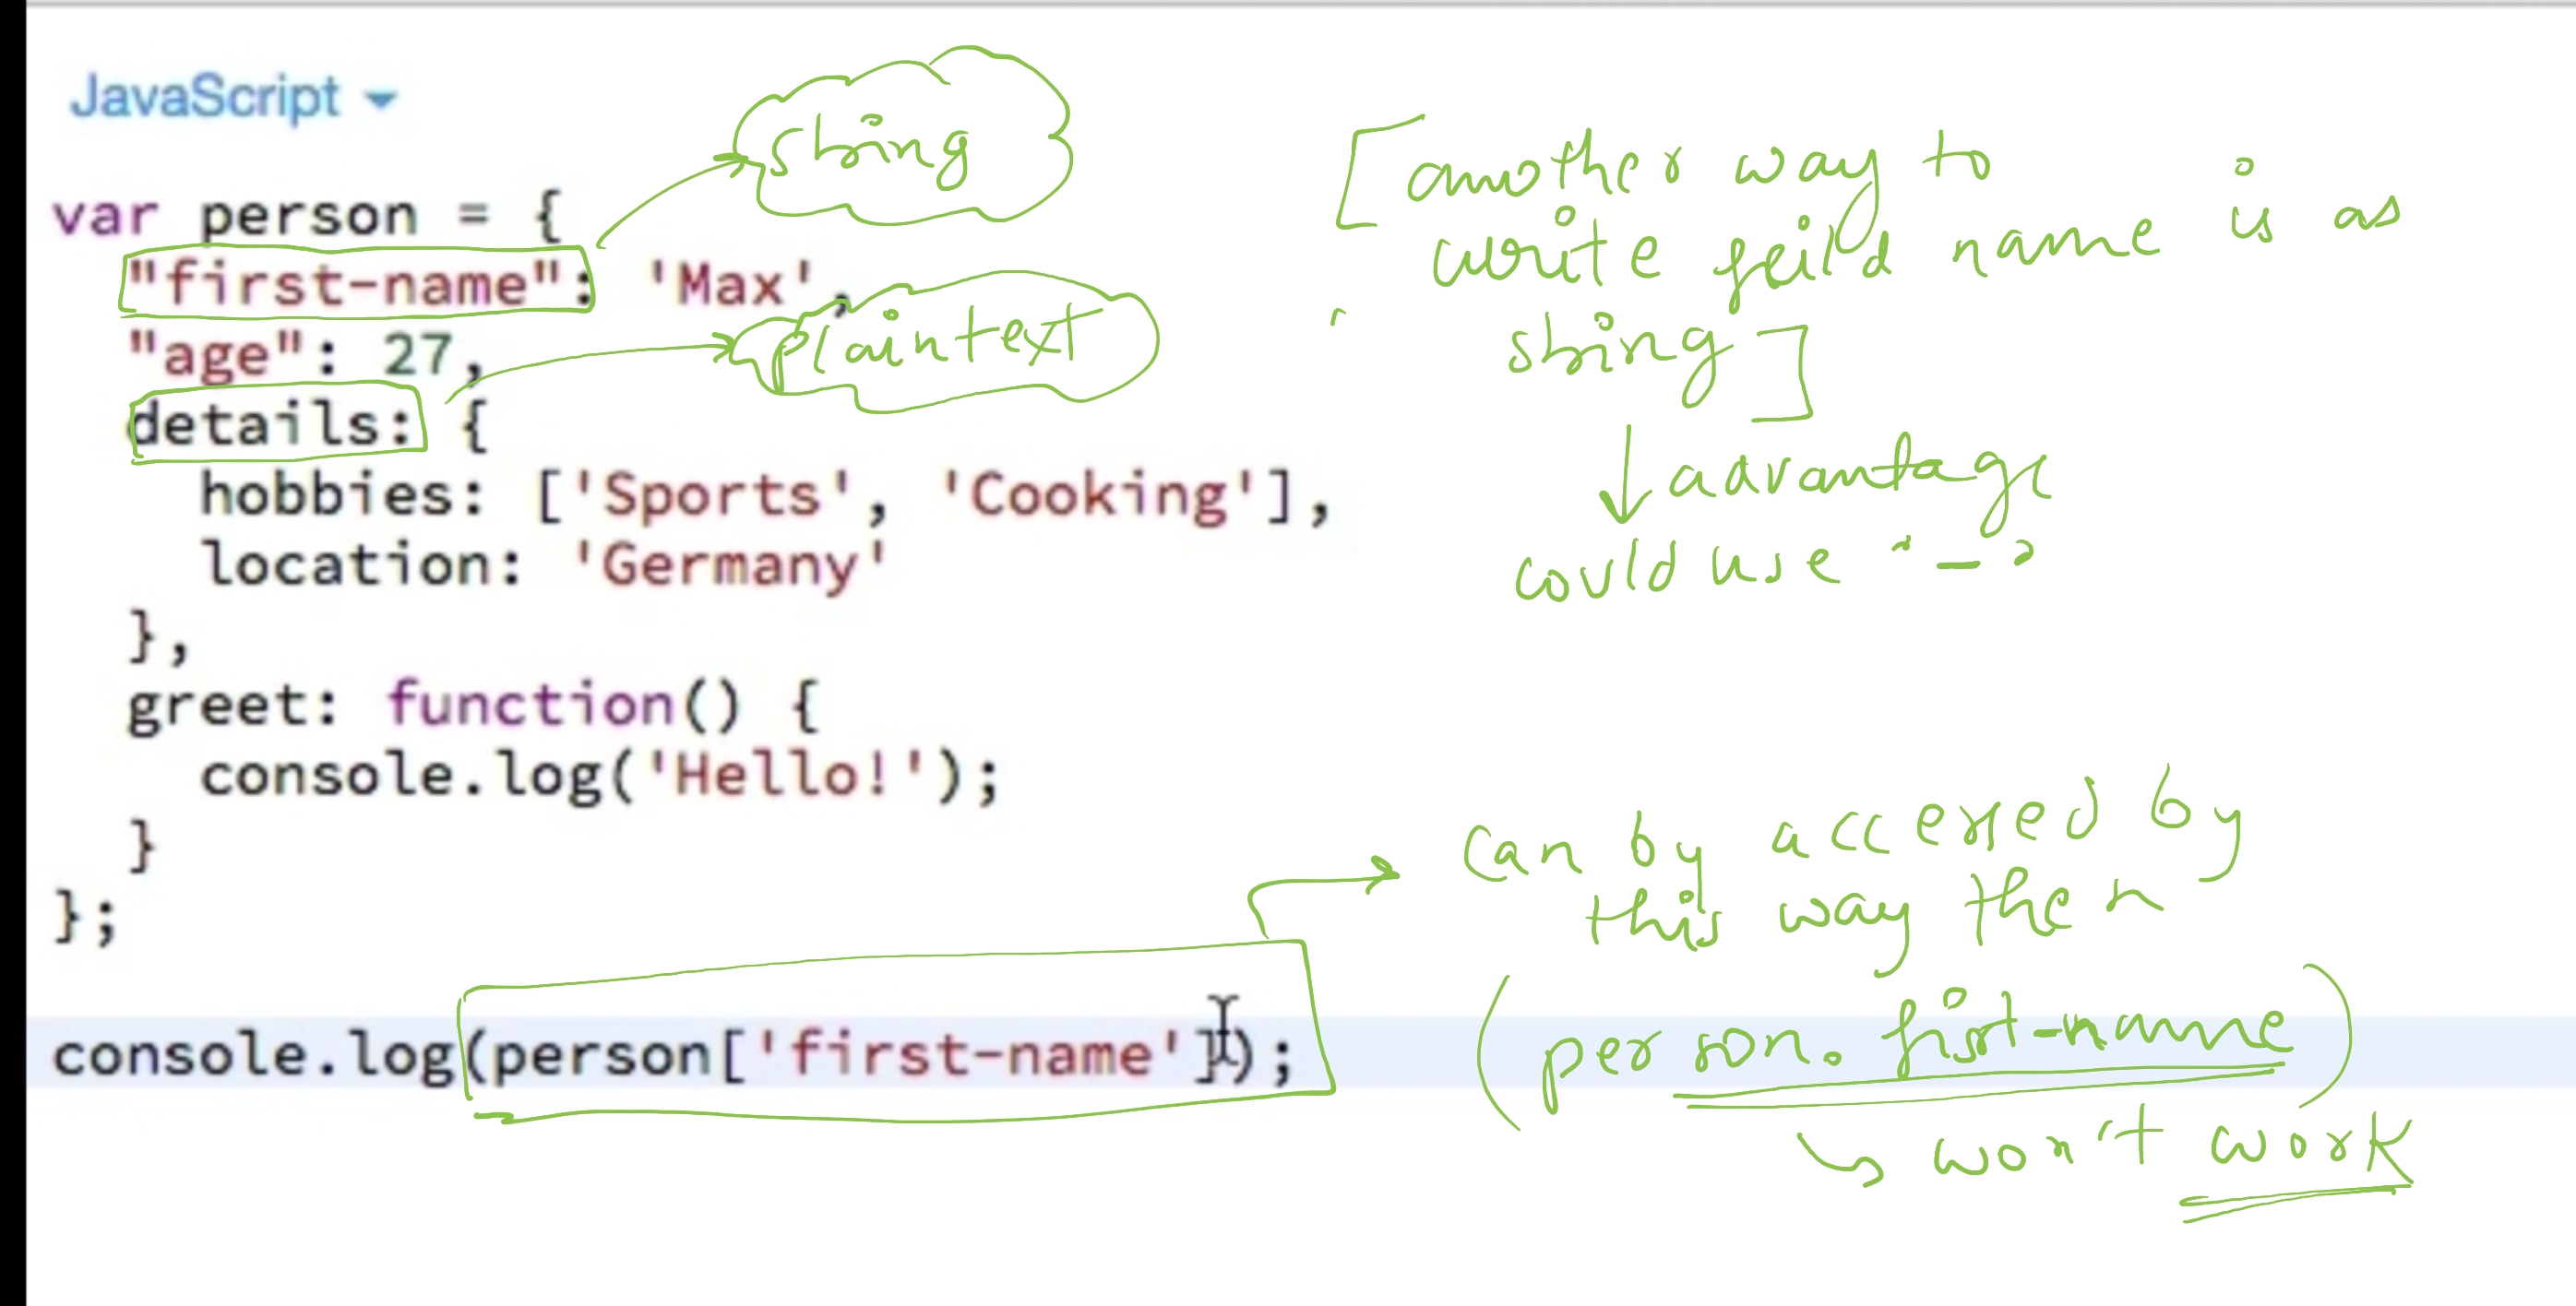 JavaScript
var person = {
"first-name": 'Max',
"age": 27,
details: {
hobbies: ['Sports', 'Cooking'],
location: 'Germany'
},
greet: function() {
console.log('Hello!');
}
};
console.log(person['first-name']);
string
plaintext
[another way to
write feild name is as
string]
↓ advantage
could use '-'
can by accessed by
this way then
(person.first-name)
won't work